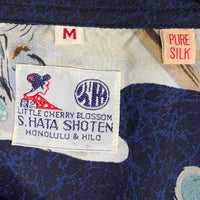 M
PURE
SILK
LITTLE CHERRY BLOSSOM
S. HATA SHOTEN
HONOLULU & HILO